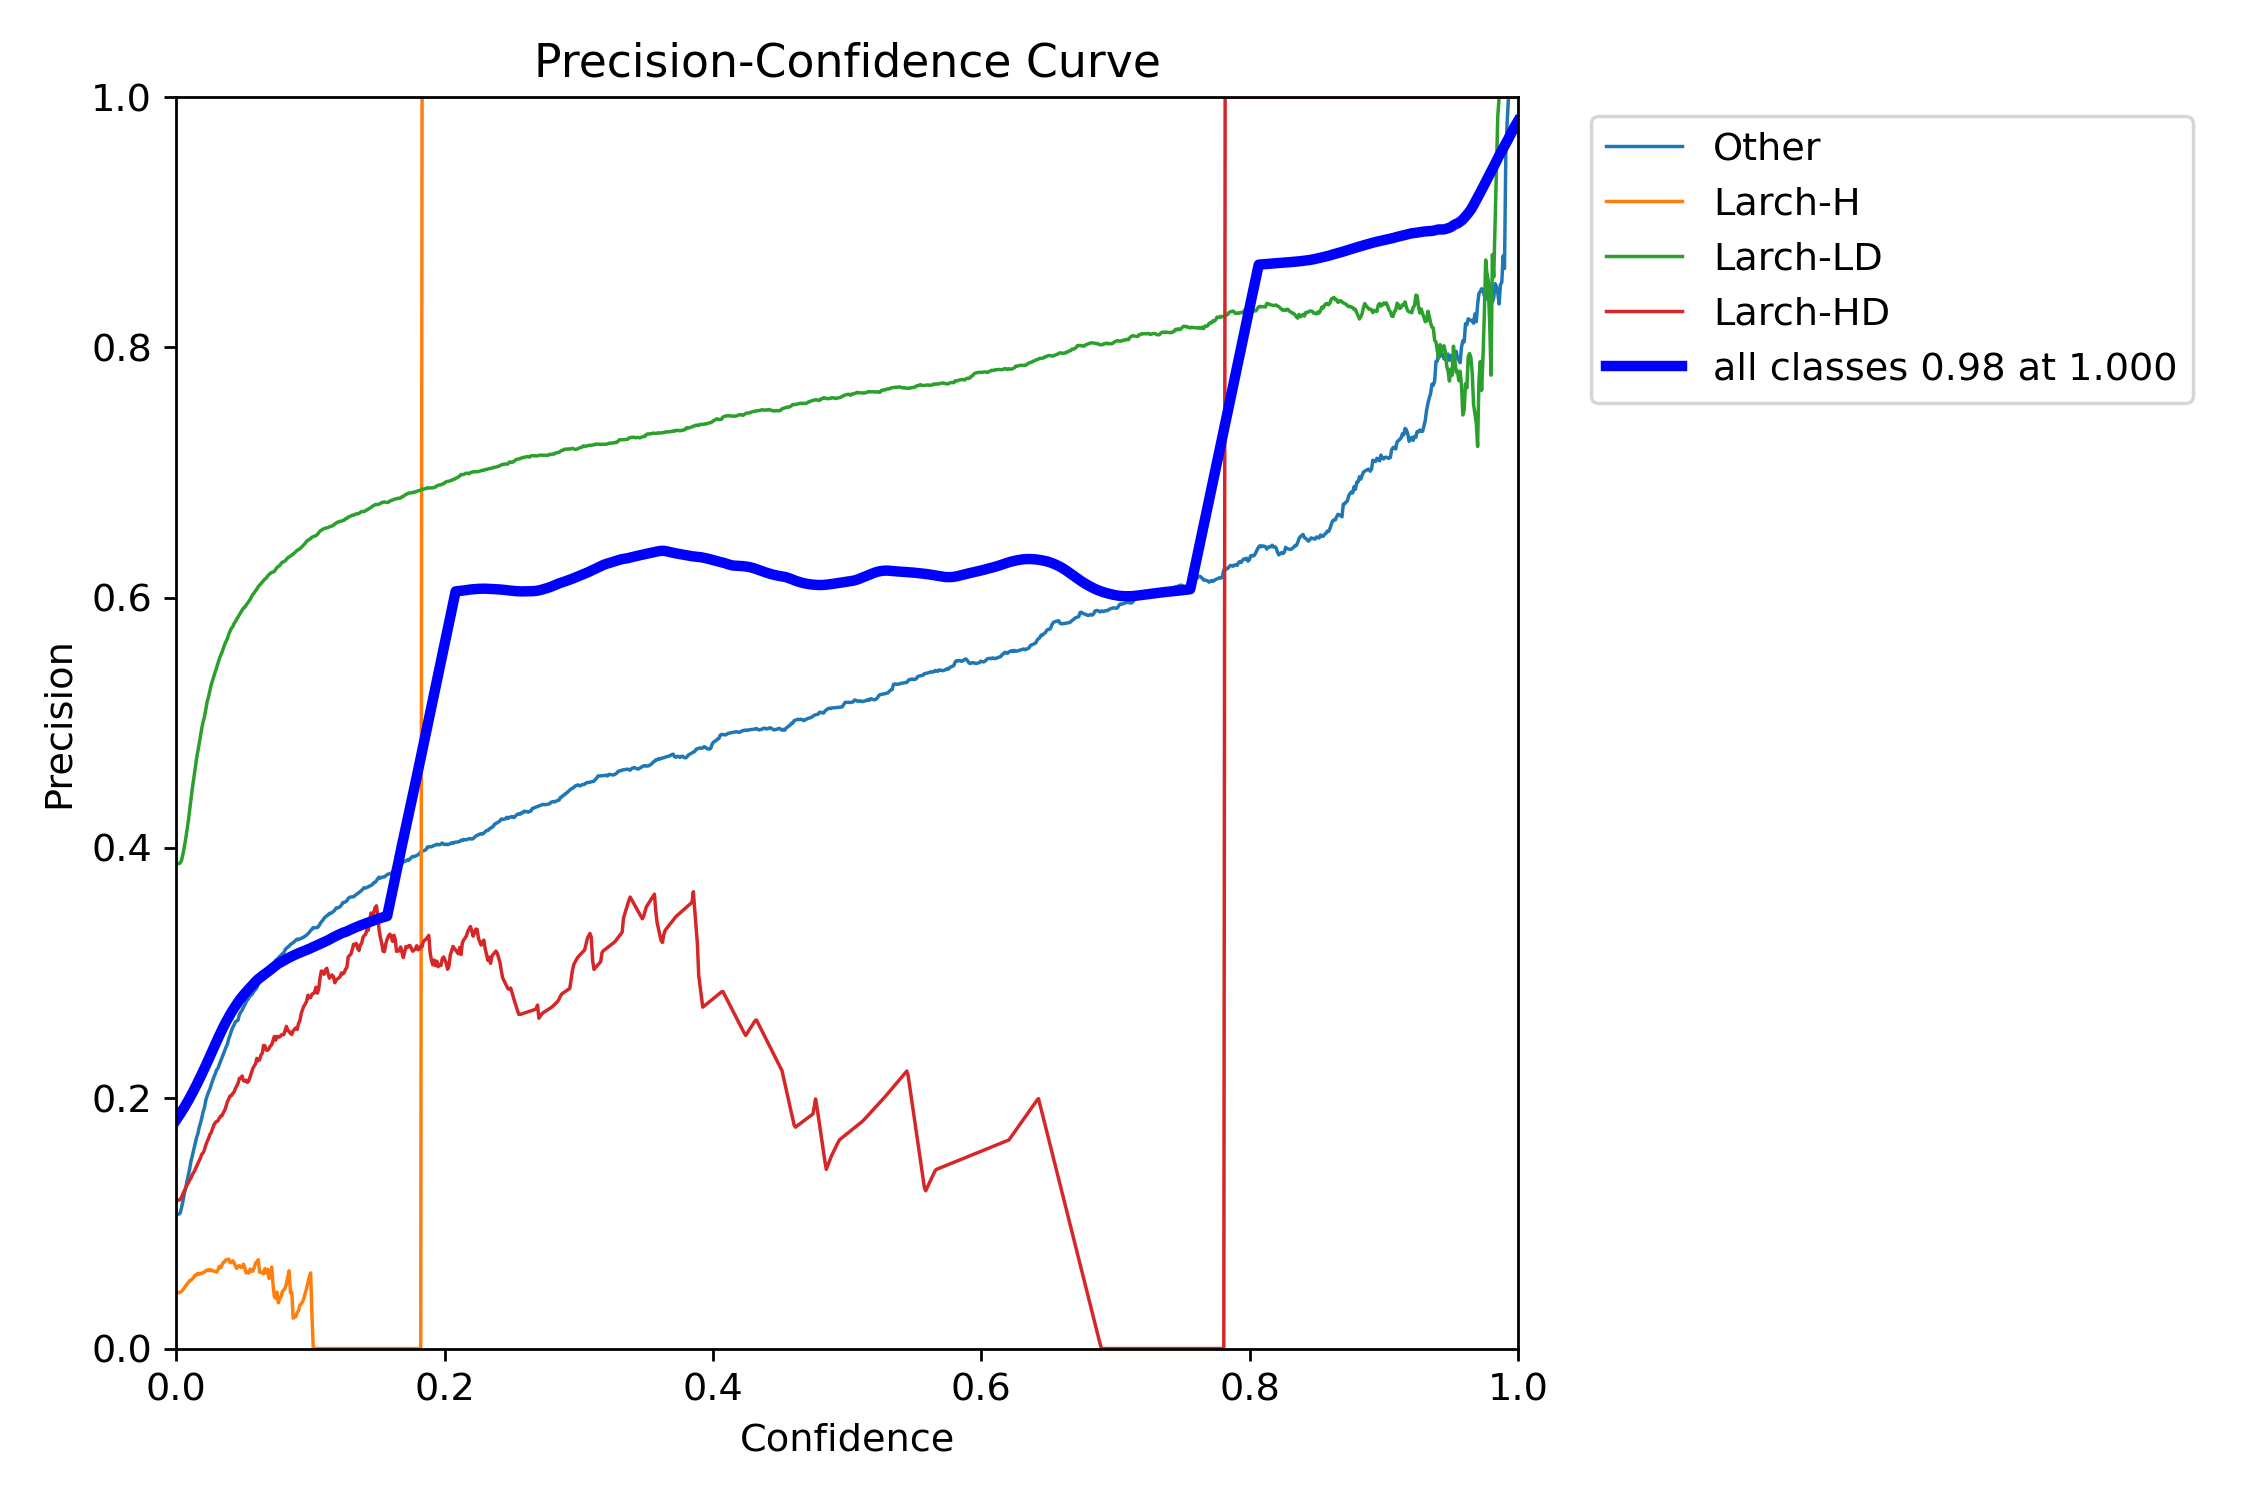 Precision-Confidence Curve
1.0
0.8
0.6
0.4
0.2
0.0
Precision
0.0 0.2 0.4 0.6 0.8 1.0
Confidence
Other
Larch-H
Larch-LD
Larch-HD
all classes 0.98 at 1.000